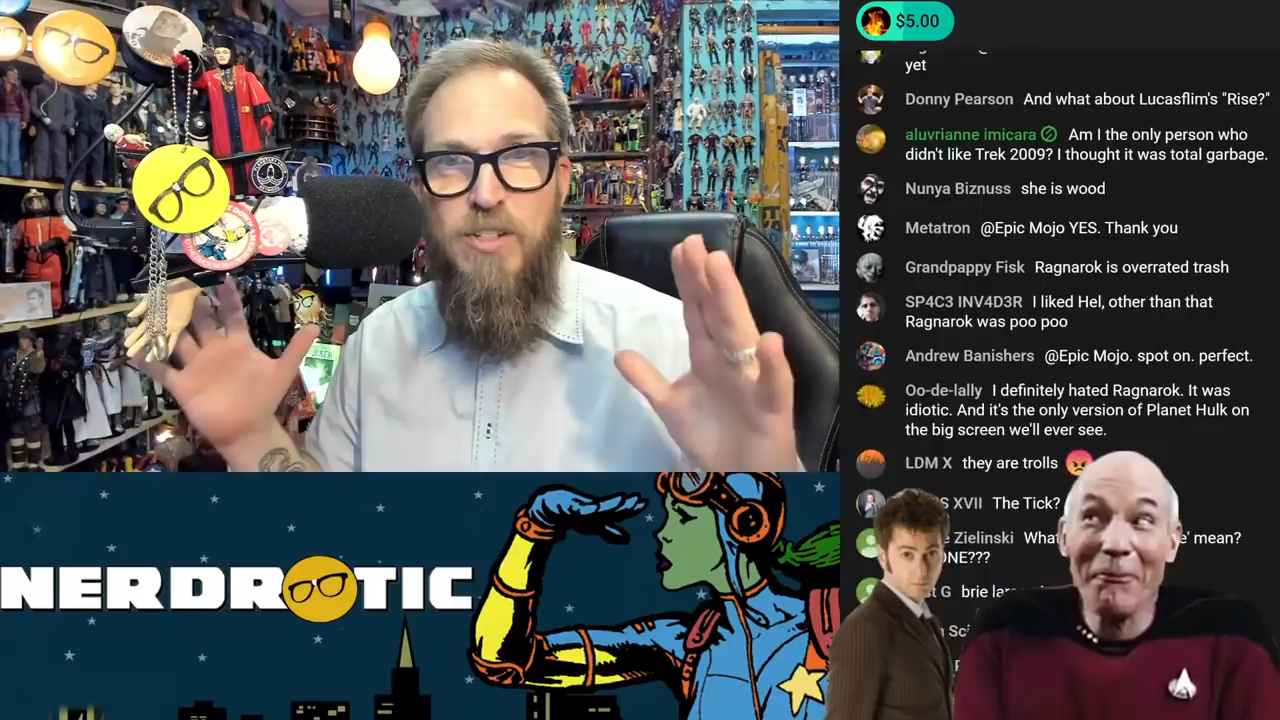 $5.00
yet
Donny Pearson And what about Lucasflim's "Rise?"
aluvrianne imicara Am I the only person who
didn't like Trek 2009? I thought it was total garbage.
Nunya Biznuss she is wood
Metatron @Epic Mojo YES. Thank you
Grandpappy Fisk Ragnarok is overrated trash
SP4C3 INV4D3R I liked Hel, other than that
Ragnarok was poo poo
Andrew Banishers @Epic Mojo. spot on. perfect.
Oo-de-lally I definitely hated Ragnarok. It was
idiotic. And it's the only version of Planet Hulk on
the big screen we'll ever see.
LDM X they are trolls
XVII The Tick?
Zielinski mean?
G brie
NERDROTIC